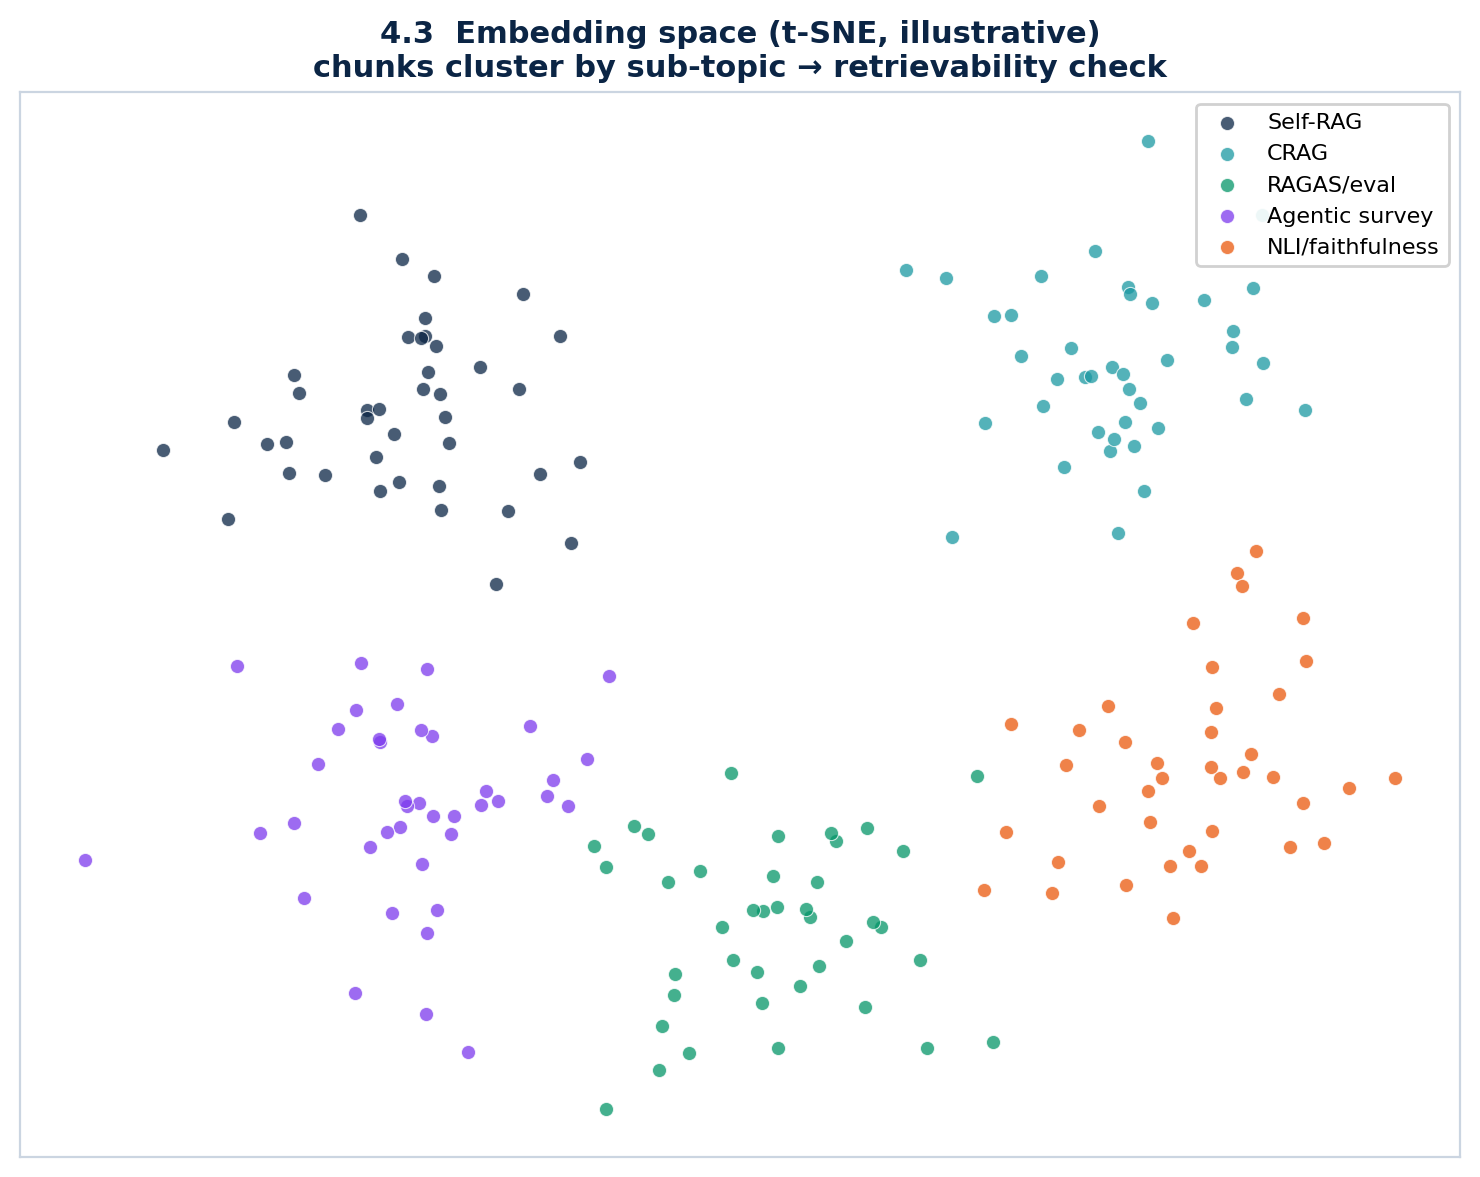 4.3  Embedding space (t-SNE, illustrative)
chunks cluster by sub-topic → retrievability check
Self-RAG
CRAG
RAGAS/eval
Agentic survey
NLI/faithfulness